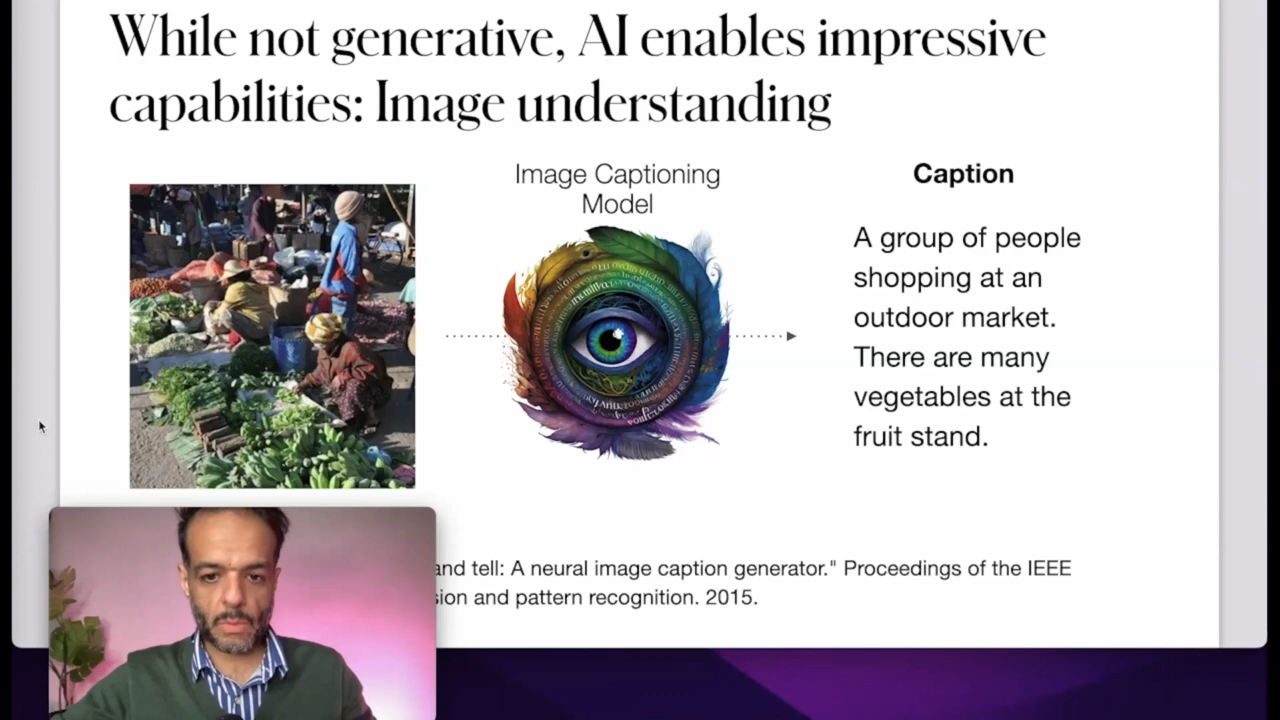 While not generative, AI enables impressive
capabilities: Image understanding
Image Captioning
Model
Caption
A group of people
shopping at an
outdoor market.
There are many
vegetables at the
fruit stand.
and tell: A neural image caption generator." Proceedings of the IEEE
and pattern recognition. 2015.